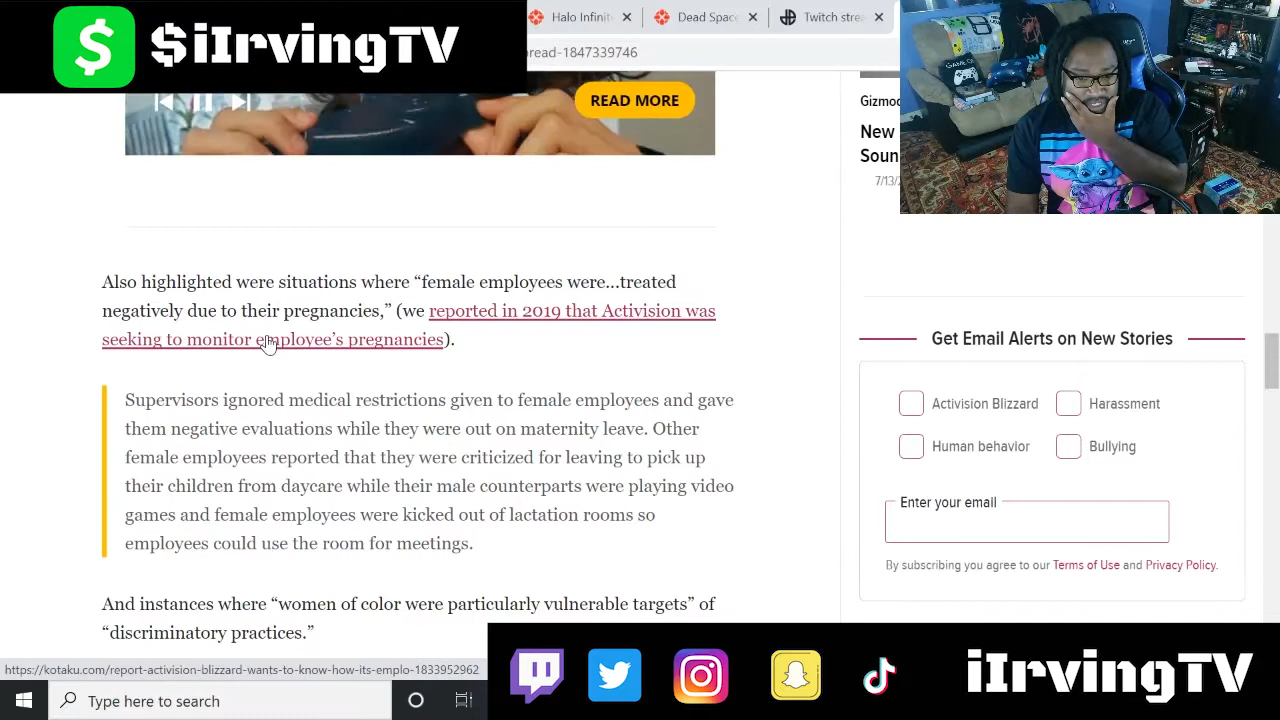 $iIrvingTV
Halo Infinit
Dead Space
Twitch stre
pread-1847339746
READ MORE
Gizmod
New
Soun
7/13/2
Also highlighted were situations where “female employees were...treated
negatively due to their pregnancies,” (we reported in 2019 that Activision was
seeking to monitor employee’s pregnancies).
Supervisors ignored medical restrictions given to female employees and gave
them negative evaluations while they were out on maternity leave. Other
female employees reported that they were criticized for leaving to pick up
their children from daycare while their male counterparts were playing video
games and female employees were kicked out of lactation rooms so
employees could use the room for meetings.
And instances where “women of color were particularly vulnerable targets” of
“discriminatory practices.”
Get Email Alerts on New Stories
Activision Blizzard
Harassment
Human behavior
Bullying
Enter your email
By subscribing you agree to our Terms of Use and Privacy Policy.
https://kotaku.com/report-activision-blizzard-wants-to-know-how-its-emplo-1833952962
Type here to search
iIrvingTV